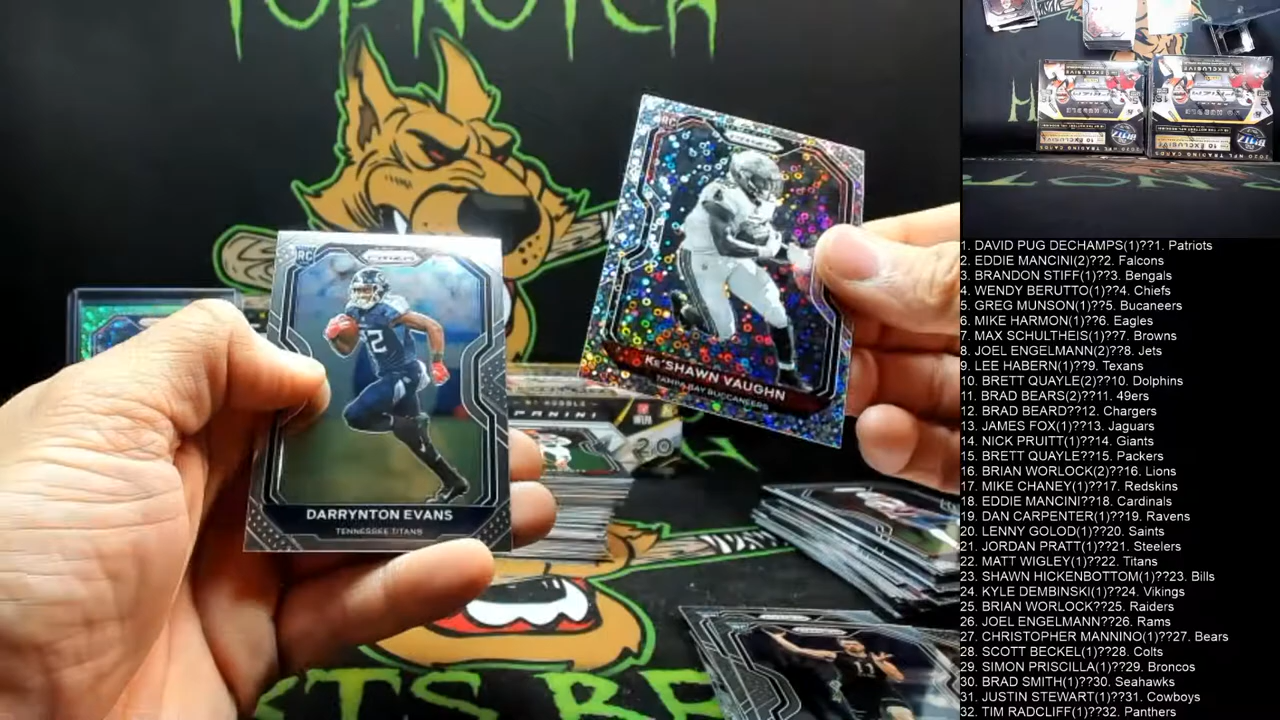 TOPNOTCH
RC
PRIZM
KE'SHAWN VAUGHN
TAMPA BAY BUCCANEERS
RC
PRIZM
22
DARRYNTON EVANS
TENNESSEE TITANS
PANINI
11
1. DAVID PUG DECHAMPS(1)??1. Patriots
2. EDDIE MANCINI(2)??2. Falcons
3. BRANDON STIFF(1)??3. Bengals
4. WENDY BERUTTO(1)??4. Chiefs
5. GREG MUNSON(1)??5. Bucaneers
6. MIKE HARMON(1)??6. Eagles
7. MAX SCHULTHEIS(1)??7. Browns
8. JOEL ENGELMANN(2)??8. Jets
9. LEE HABERN(1)??9. Texans
10. BRETT QUAYLE(2)??10. Dolphins
11. BRAD BEARS(2)??11. 49ers
12. BRAD BEARD??12. Chargers
13. JAMES FOX(1)??13. Jaguars
14. NICK PRUITT(1)??14. Giants
15. BRETT QUAYLE??15. Packers
16. BRIAN WORLOCK(2)??16. Lions
17. MIKE CHANEY(1)??17. Redskins
18. EDDIE MANCINI??18. Cardinals
19. DAN CARPENTER(1)??19. Ravens
20. LENNY GOLOD(1)??20. Saints
21. JORDAN PRATT(1)??21. Steelers
22. MATT WIGLEY(1)??22. Titans
23. SHAWN HICKENBOTTOM(1)??23. Bills
24. KYLE DEMBINSKI(1)??24. Vikings
25. BRIAN WORLOCK??25. Raiders
26. JOEL ENGELMANN??26. Rams
27. CHRISTOPHER MANNINO(1)??27. Bears
28. SCOTT BECKEL(1)??28. Colts
29. SIMON PRISCILLA(1)??29. Broncos
30. BRAD SMITH(1)??30. Seahawks
31. JUSTIN STEWART(1)??31. Cowboys
32. TIM RADCLIFF(1)??32. Panthers